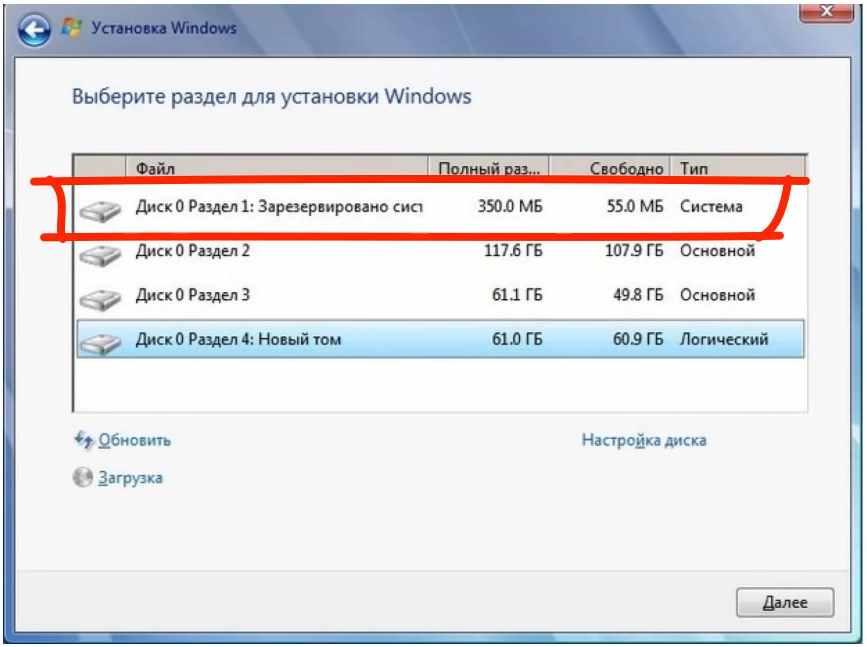 Установка Windows
Выберите раздел для установки Windows
Файл Полный раз... Свободно Тип
Диск 0 Раздел 1: Зарезервировано сист 350.0 МБ 55.0 МБ Система
Диск 0 Раздел 2 117.6 ГБ 107.9 ГБ Основной
Диск 0 Раздел 3 61.1 ГБ 49.8 ГБ Основной
Диск 0 Раздел 4: Новый том 61.0 ГБ 60.9 ГБ Логический
Обновить Настройка диска
Загрузка
Далее